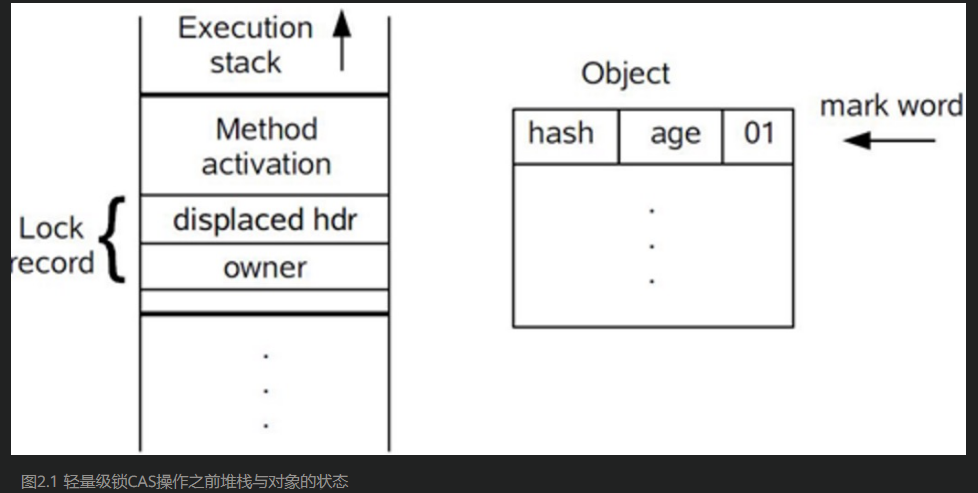 Execution
stack
Method
activation
Lock
record
displaced hdr
owner
Object
mark word
hash age 01
图2.1 轻量级锁CAS操作之前堆栈与对象的状态